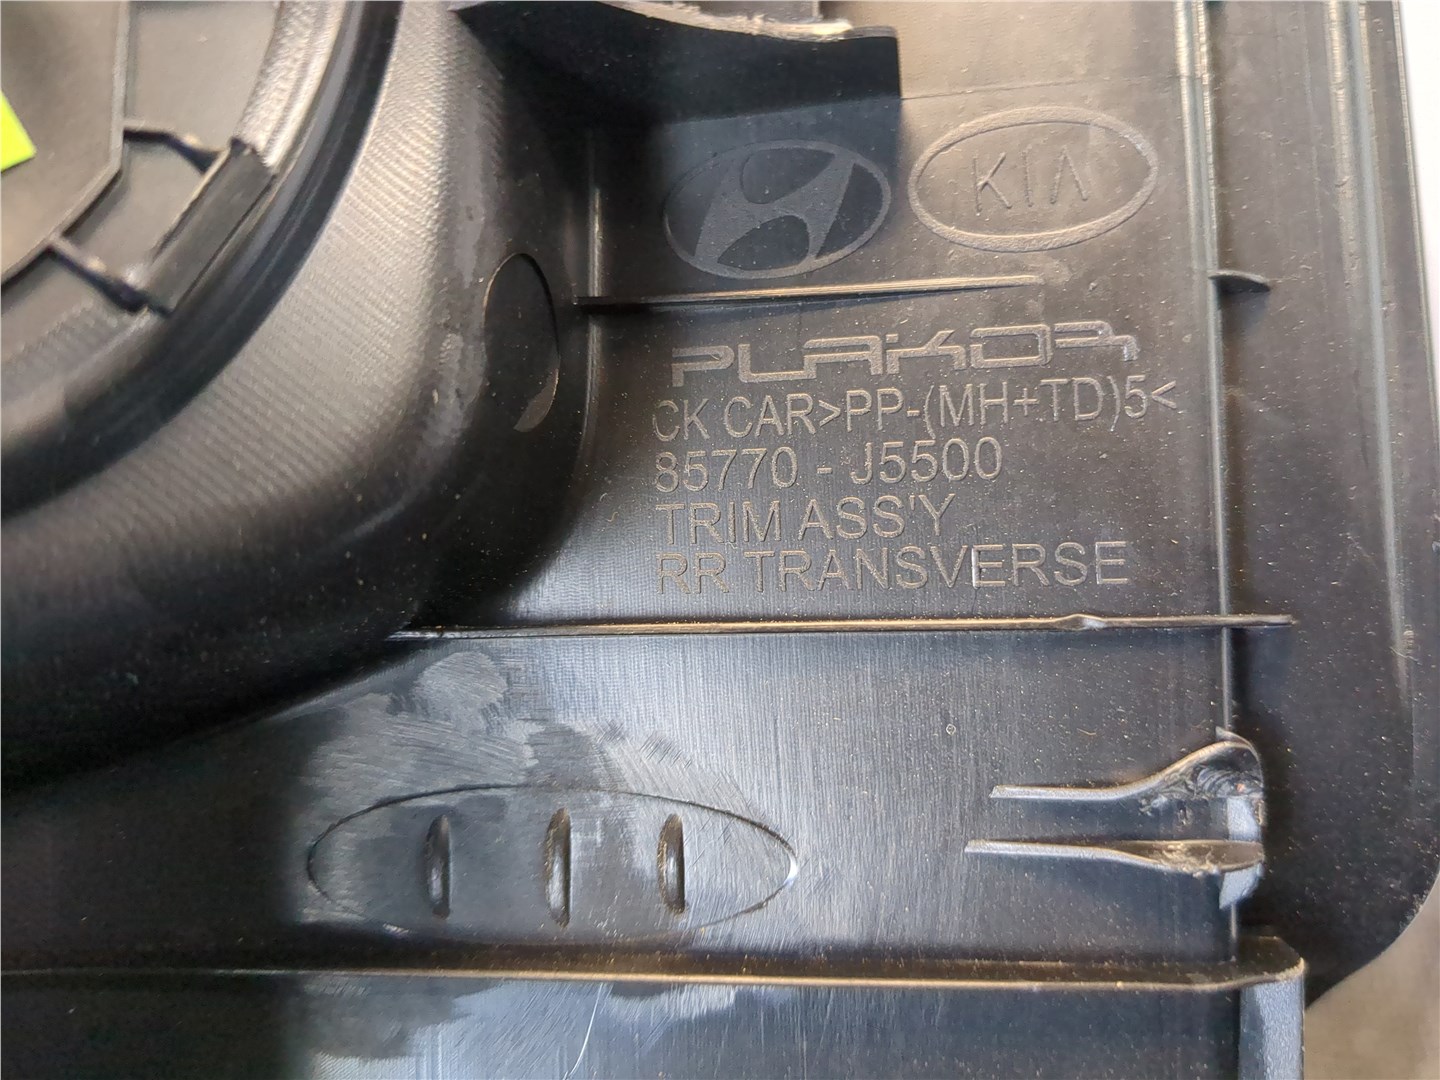 KIA
PLAKOR
CK CAR>PP-(MH+TD)5<
85770 - J5500
TRIM ASS'Y
RR TRANSVERSE